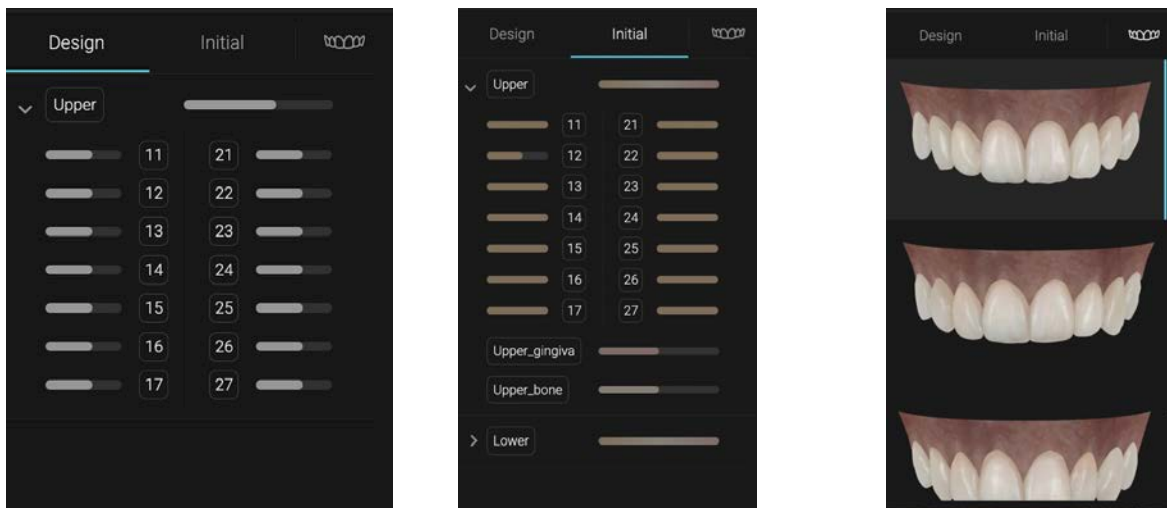 Design Initial
Upper
11 21
12 22
13 23
14 24
15 25
16 26
17 27
Design Initial
Upper
11 21
12 22
13 23
14 24
15 25
16 26
17 27
Upper_gingiva
Upper_bone
Lower
Design Initial